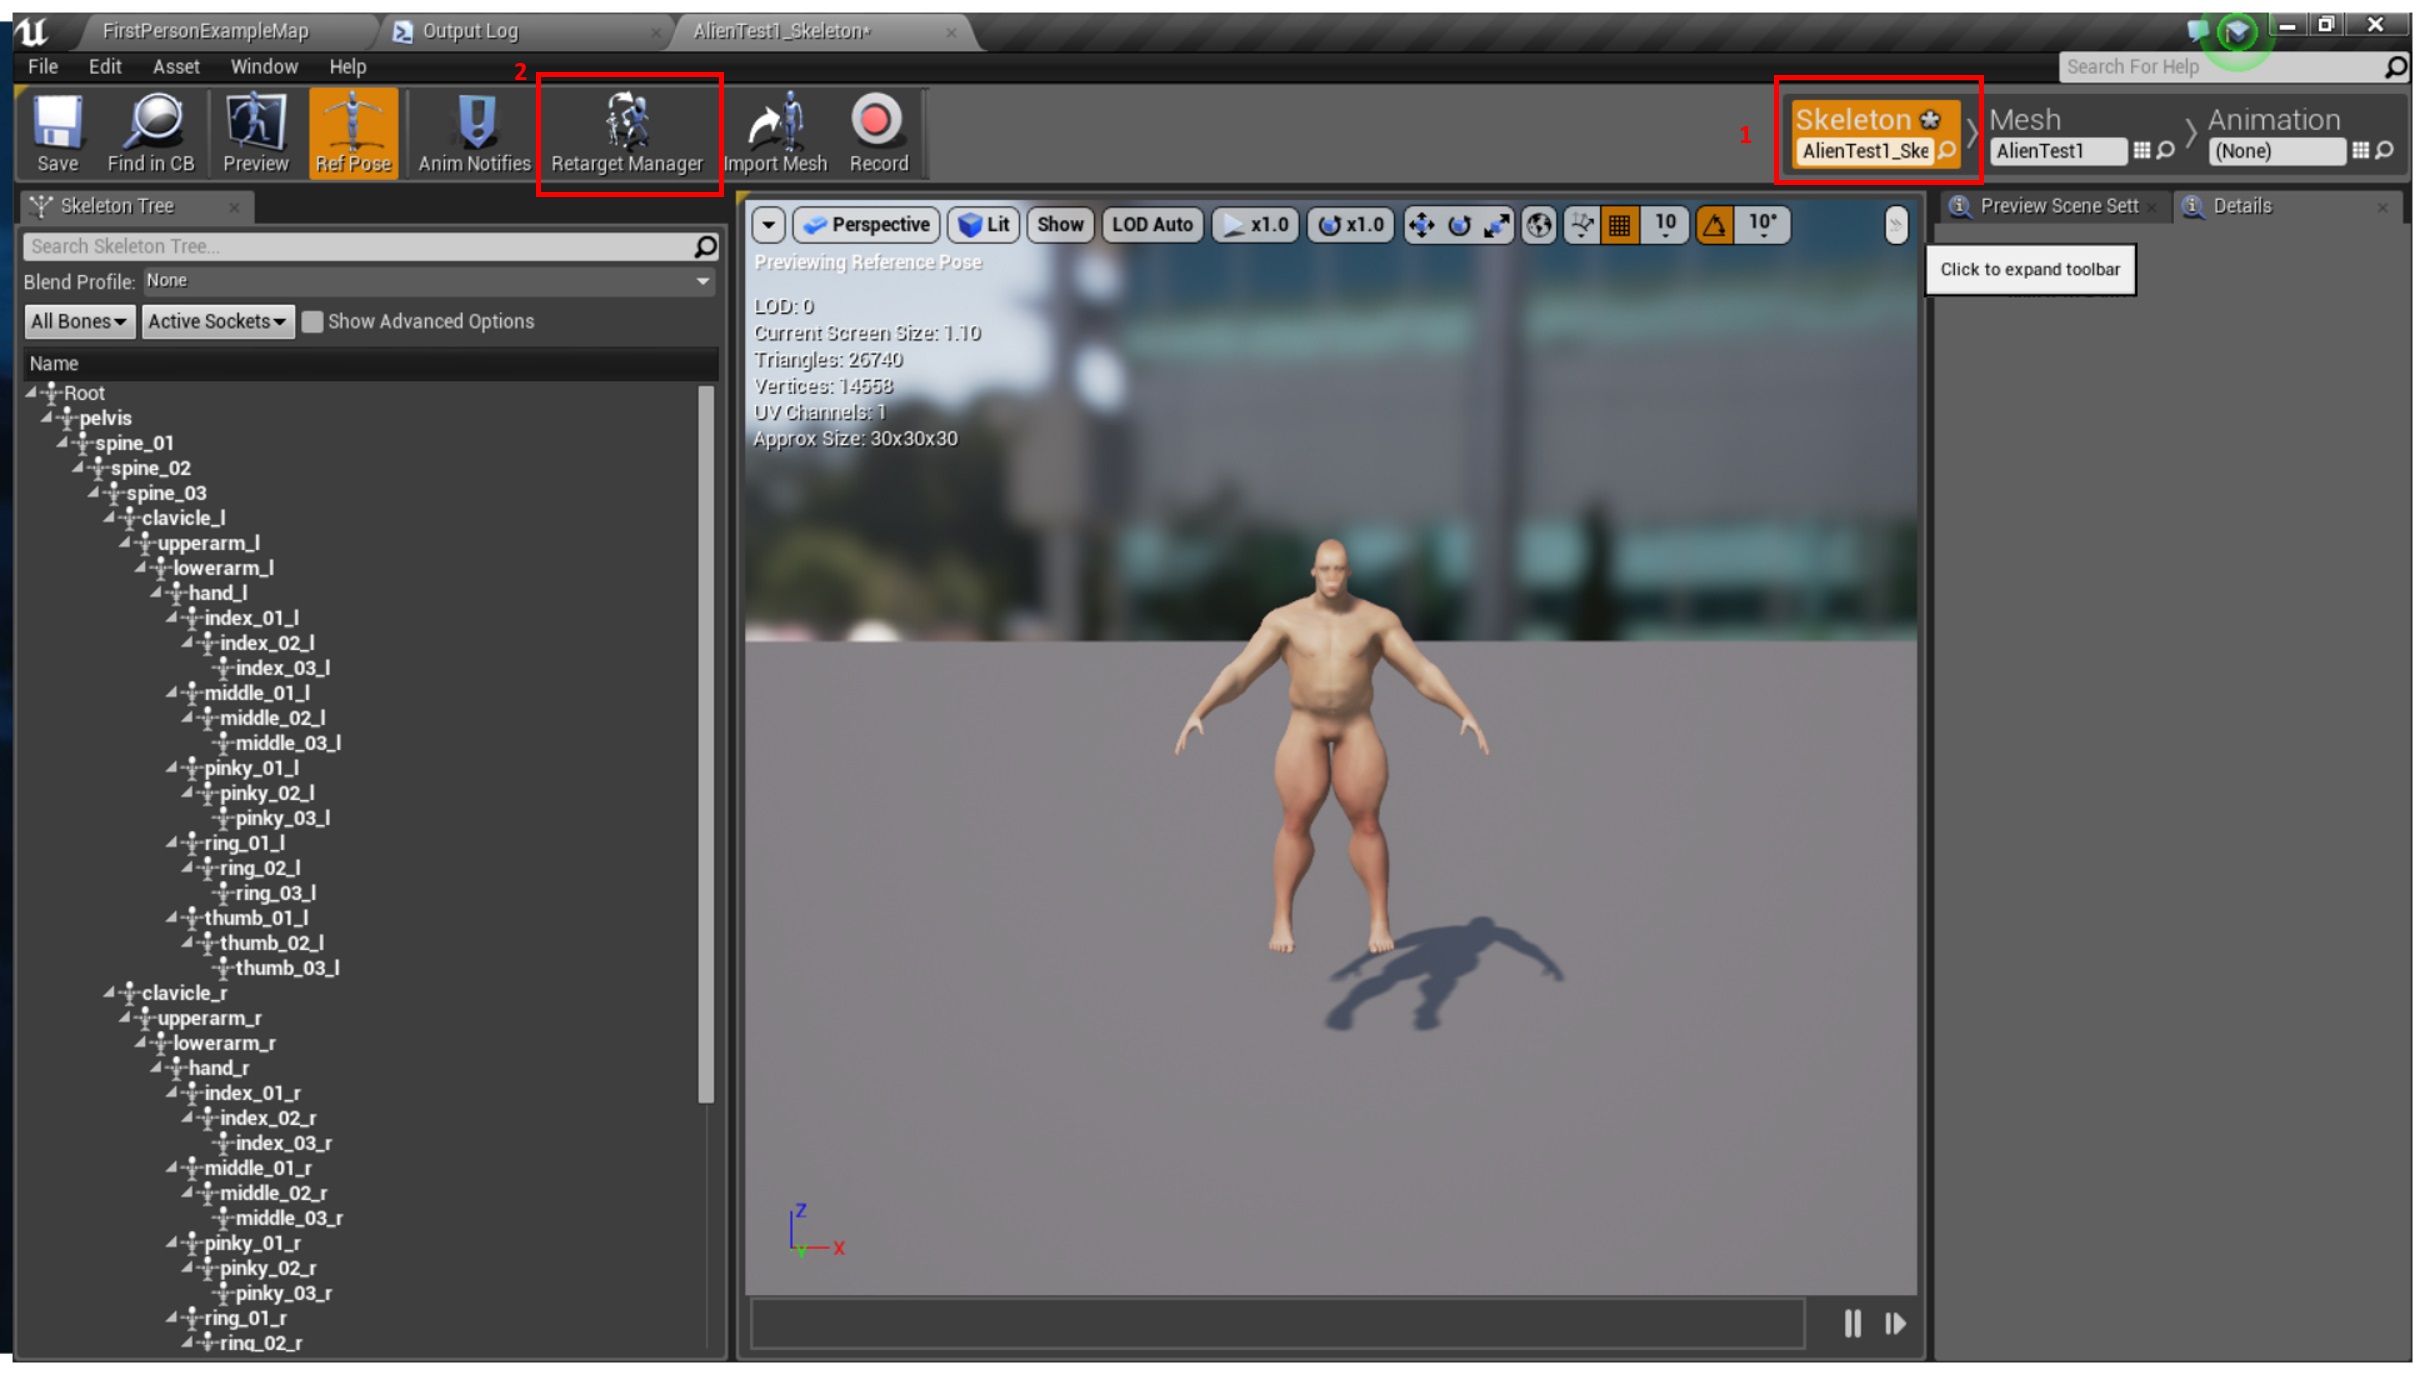 FirstPersonExampleMap
Output Log
AlienTest1_Skeleton*
File Edit Asset Window Help
Search For Help
2
1
Save
Find in CB
Preview
Ref Pose
Anim Notifies
Retarget Manager
Import Mesh
Record
Skeleton
AlienTest1_Ske
Mesh
AlienTest1
Animation
(None)
Skeleton Tree
Search Skeleton Tree...
Blend Profile: None
All Bones
Active Sockets
Show Advanced Options
Name
Root
pelvis
spine_01
spine_02
spine_03
clavicle_l
upperarm_l
lowerarm_l
hand_l
index_01_l
index_02_l
index_03_l
middle_01_l
middle_02_l
middle_03_l
pinky_01_l
pinky_02_l
pinky_03_l
ring_01_l
ring_02_l
ring_03_l
thumb_01_l
thumb_02_l
thumb_03_l
clavicle_r
upperarm_r
lowerarm_r
hand_r
index_01_r
index_02_r
index_03_r
middle_01_r
middle_02_r
middle_03_r
pinky_01_r
pinky_02_r
pinky_03_r
ring_01_r
ring_02_r
Perspective
Lit
Show
LOD Auto
x1.0
x1.0
10
10°
Previewing Reference Pose
LOD: 0
Current Screen Size: 1.10
Triangles: 26740
Vertices: 14558
UV Channels: 1
Approx Size: 30x30x30
Z
Y
X
Preview Scene Sett
Details
Click to expand toolbar